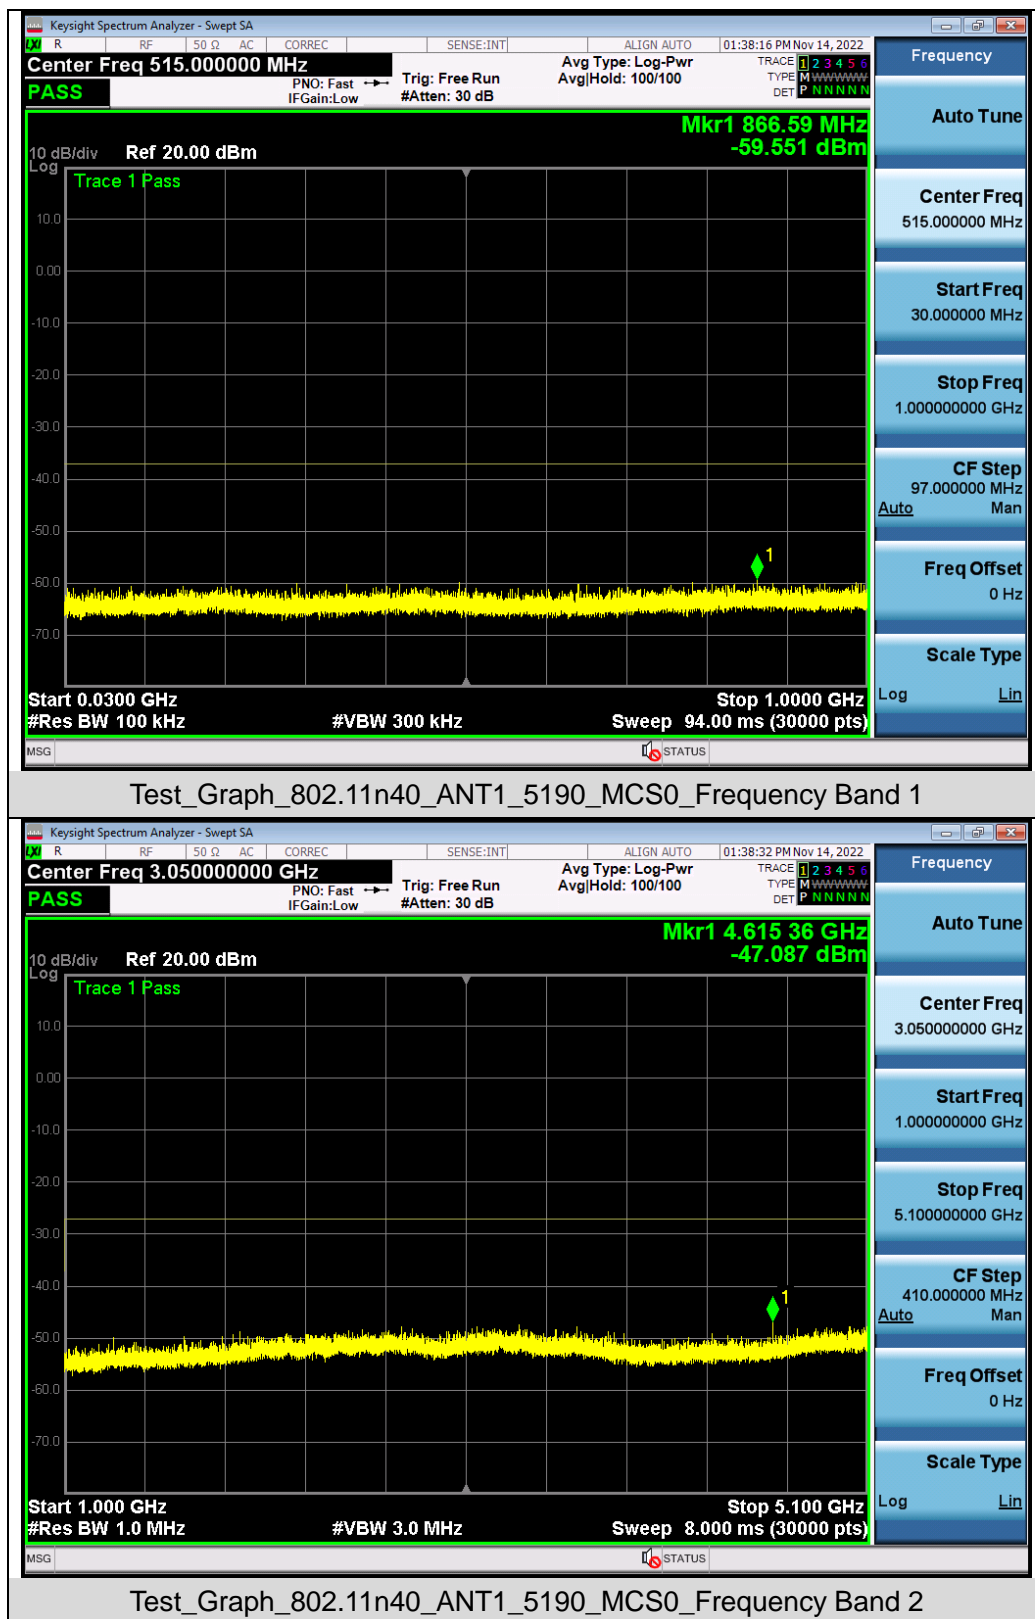 Keysight Spectrum Analyzer - Swept SA
LXI R RF 50 Ω AC CORREC SENSE:INT ALIGN AUTO 01:38:16 PM Nov 14, 2022
Center Freq 515.000000 MHz
PASS
PNO: Fast
IFGain:Low
Trig: Free Run
#Atten: 30 dB
Avg Type: Log-Pwr
Avg|Hold: 100/100
TRACE 1 2 3 4 5 6
TYPE M WWWWW
DET P N N N N N
Mkr1 866.59 MHz
-59.551 dBm
10 dB/div Ref 20.00 dBm
Log
Trace 1 Pass
10.0
0.00
-10.0
-20.0
-30.0
-40.0
-50.0
-60.0
-70.0
1
Start 0.0300 GHz Stop 1.0000 GHz
#Res BW 100 kHz #VBW 300 kHz Sweep 94.00 ms (30000 pts)
MSG STATUS
Frequency
Auto Tune
Center Freq
515.000000 MHz
Start Freq
30.000000 MHz
Stop Freq
1.000000000 GHz
CF Step
97.000000 MHz
Auto Man
Freq Offset
0 Hz
Scale Type
Log Lin
Test_Graph_802.11n40_ANT1_5190_MCS0_Frequency Band 1
Keysight Spectrum Analyzer - Swept SA
LXI R RF 50 Ω AC CORREC SENSE:INT ALIGN AUTO 01:38:32 PM Nov 14, 2022
Center Freq 3.050000000 GHz
PASS
PNO: Fast
IFGain:Low
Trig: Free Run
#Atten: 30 dB
Avg Type: Log-Pwr
Avg|Hold: 100/100
TRACE 1 2 3 4 5 6
TYPE M WWWWW
DET P N N N N N
Mkr1 4.615 36 GHz
-47.087 dBm
10 dB/div Ref 20.00 dBm
Log
Trace 1 Pass
10.0
0.00
-10.0
-20.0
-30.0
-40.0
-50.0
-60.0
-70.0
1
Start 1.000 GHz Stop 5.100 GHz
#Res BW 1.0 MHz #VBW 3.0 MHz Sweep 8.000 ms (30000 pts)
MSG STATUS
Frequency
Auto Tune
Center Freq
3.050000000 GHz
Start Freq
1.000000000 GHz
Stop Freq
5.100000000 GHz
CF Step
410.000000 MHz
Auto Man
Freq Offset
0 Hz
Scale Type
Log Lin
Test_Graph_802.11n40_ANT1_5190_MCS0_Frequency Band 2